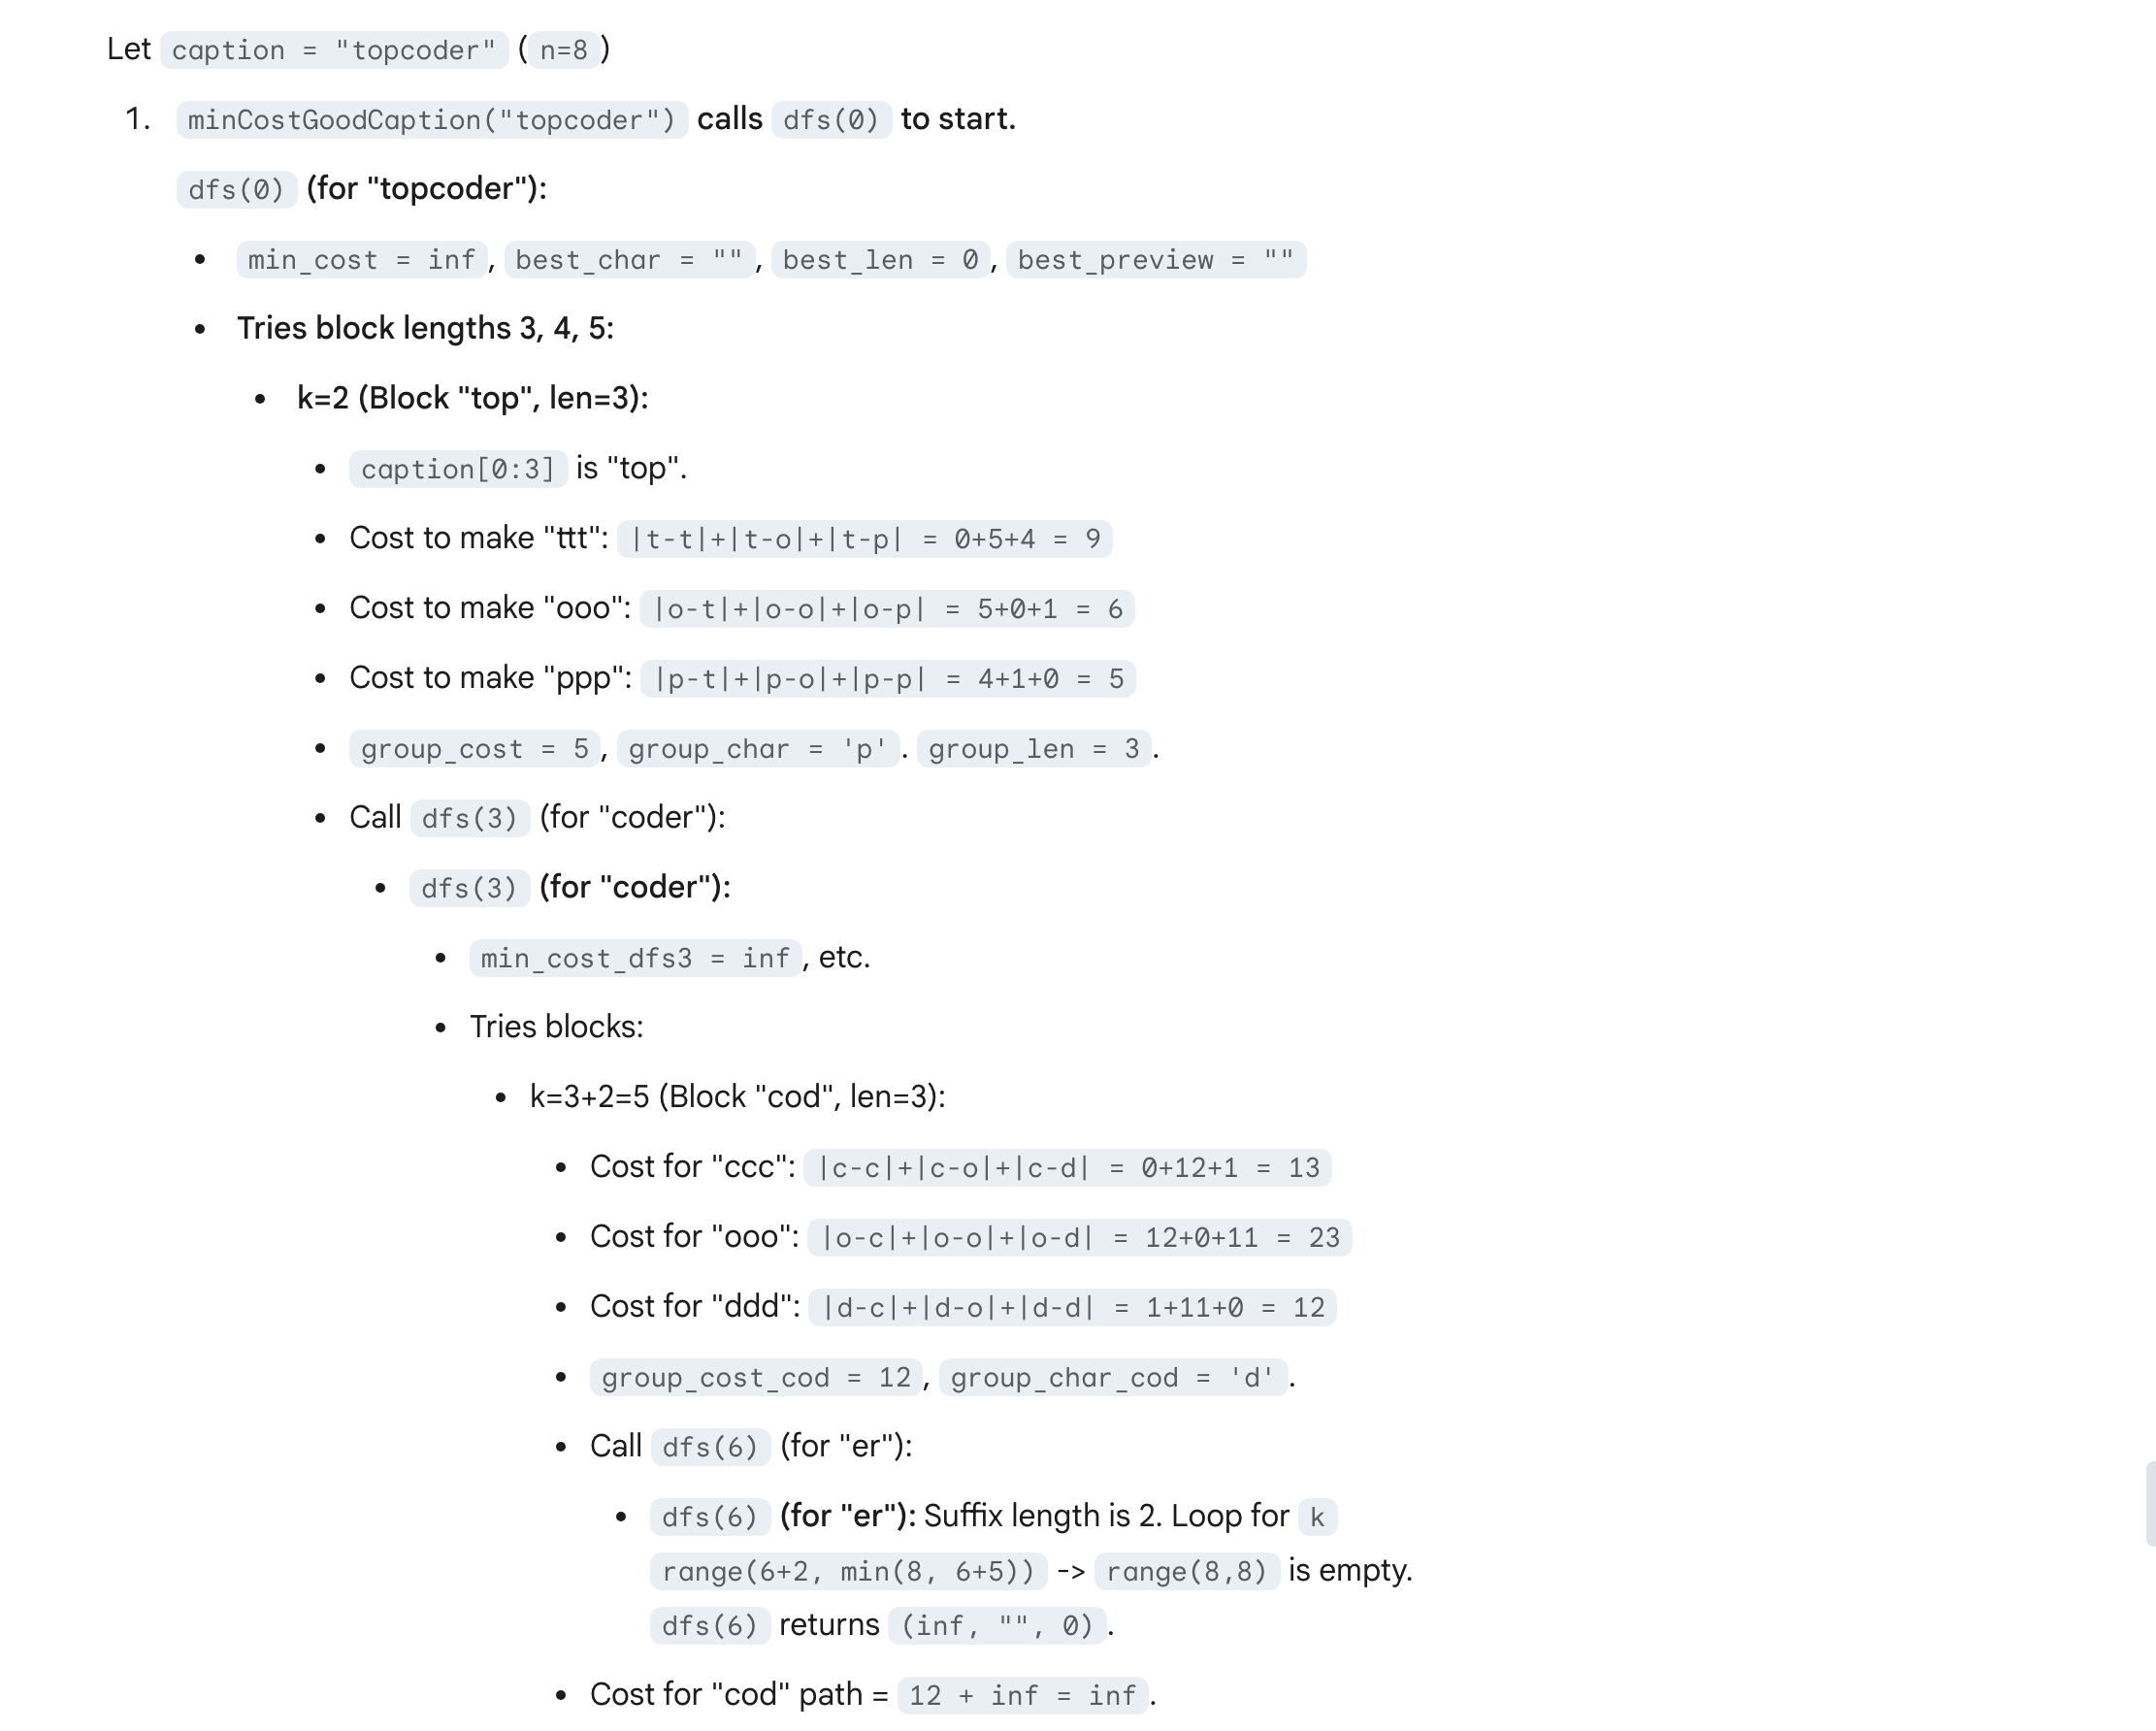 Let caption = "topcoder" ( n=8 )
1. minCostGoodCaption("topcoder") calls dfs(0) to start.
dfs(0) (for "topcoder"):
• min_cost = inf , best_char = "" , best_len = 0 , best_preview = ""
• Tries block lengths 3, 4, 5:
• k=2 (Block "top", len=3):
• caption[0:3] is "top".
• Cost to make "ttt": |t-t|+|t-o|+|t-p| = 0+5+4 = 9
• Cost to make "ooo": |o-t|+|o-o|+|o-p| = 5+0+1 = 6
• Cost to make "ppp": |p-t|+|p-o|+|p-p| = 4+1+0 = 5
• group_cost = 5 , group_char = 'p' . group_len = 3 .
• Call dfs(3) (for "coder"):
• dfs(3) (for "coder"):
• min_cost_dfs3 = inf , etc.
• Tries blocks:
• k=3+2=5 (Block "cod", len=3):
• Cost for "ccc": |c-c|+|c-o|+|c-d| = 0+12+1 = 13
• Cost for "ooo": |o-c|+|o-o|+|o-d| = 12+0+11 = 23
• Cost for "ddd": |d-c|+|d-o|+|d-d| = 1+11+0 = 12
• group_cost_cod = 12 , group_char_cod = 'd' .
• Call dfs(6) (for "er"):
• dfs(6) (for "er"): Suffix length is 2. Loop for k
range(6+2, min(8, 6+5)) -> range(8,8) is empty.
dfs(6) returns (inf, "", 0) .
• Cost for "cod" path = 12 + inf = inf .